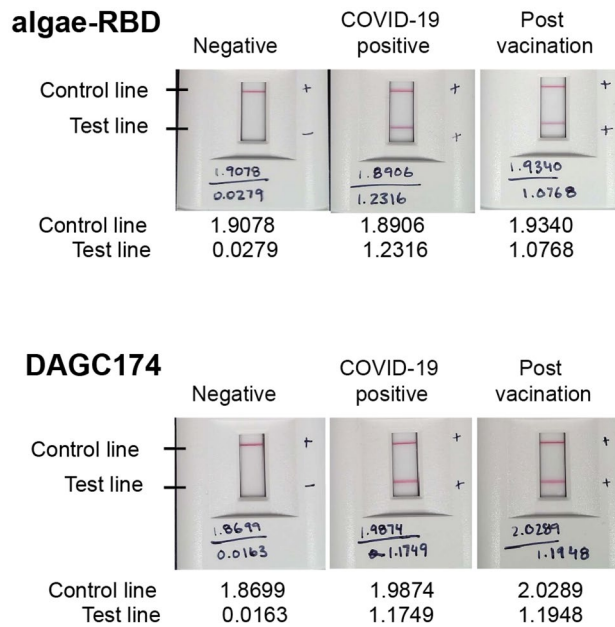 algae-RBD
Negative
COVID-19
positive
Post
vacination
Control line
Test line
+
−
1.9078
0.0279
+
+
1.8906
1.2316
+
+
1.9340
1.0768
Control line 1.9078 1.8906 1.9340
Test line 0.0279 1.2316 1.0768
DAGC174
Negative
COVID-19
positive
Post
vacination
Control line
Test line
+
−
1.8699
0.0163
+
+
1.9874
1.1749
+
+
2.0289
1.1948
Control line 1.8699 1.9874 2.0289
Test line 0.0163 1.1749 1.1948